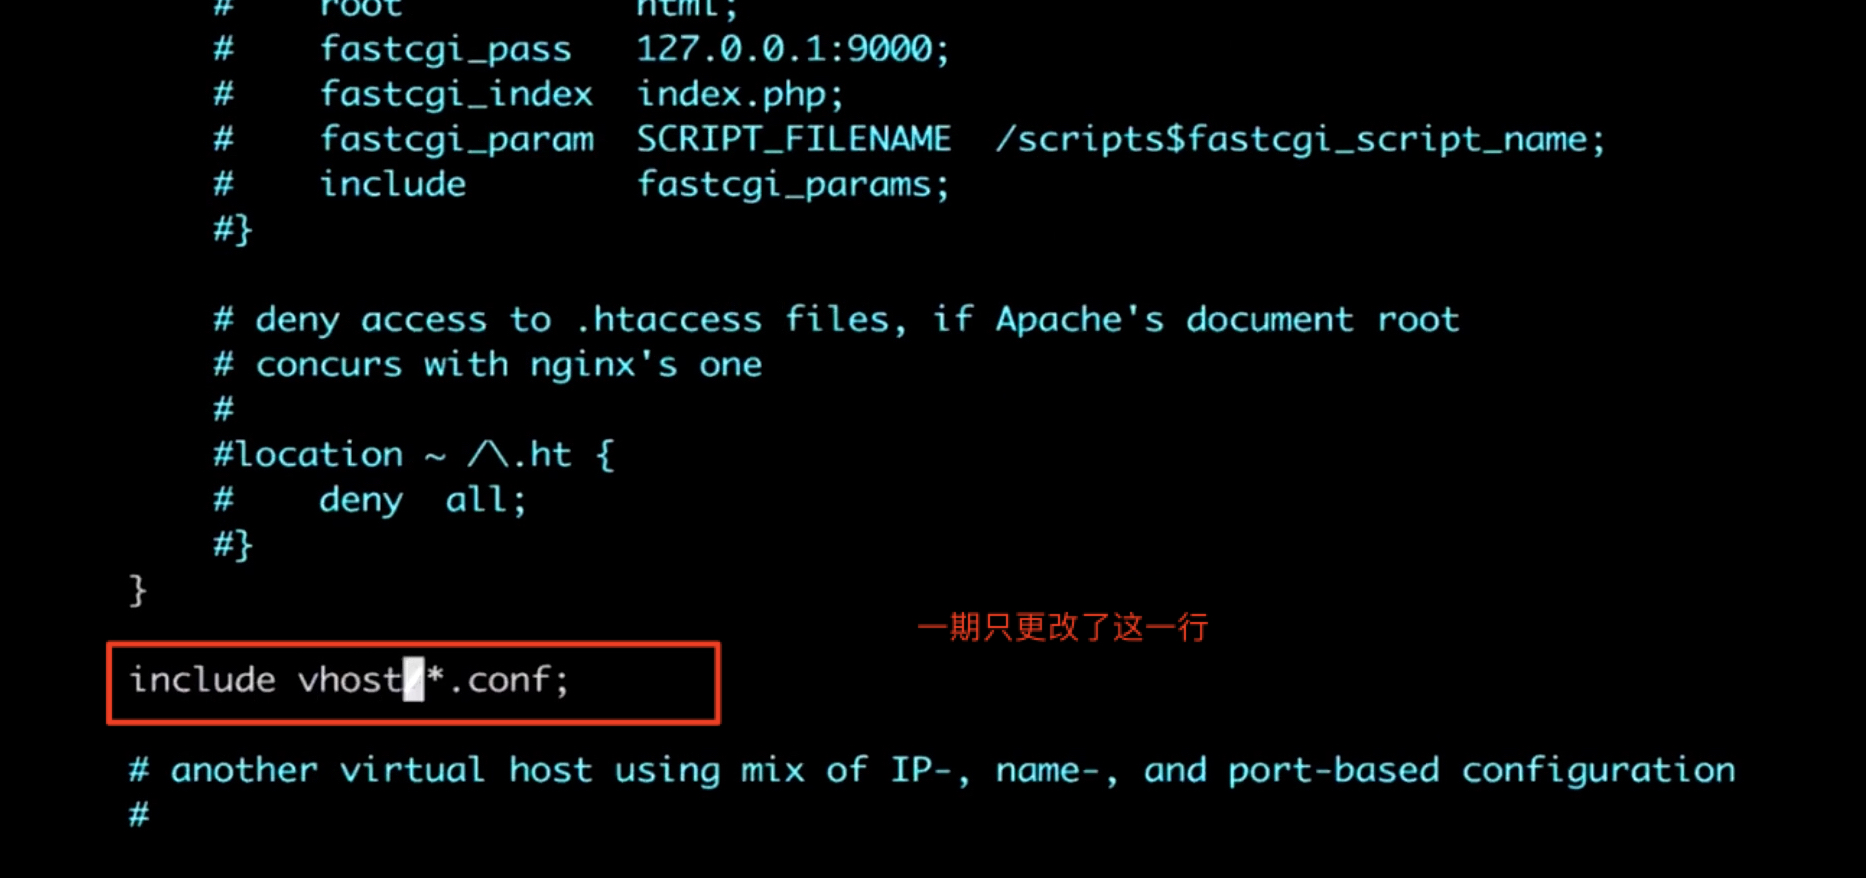 #    root           html;
#    fastcgi_pass   127.0.0.1:9000;
#    fastcgi_index  index.php;
#    fastcgi_param  SCRIPT_FILENAME  /scripts$fastcgi_script_name;
#    include        fastcgi_params;
#}
# deny access to .htaccess files, if Apache's document root
# concurs with nginx's one
#
#location ~ /\.ht {
#    deny  all;
#}
}
一期只更改了这一行
include vhost/*.conf;
# another virtual host using mix of IP-, name-, and port-based configuration
#